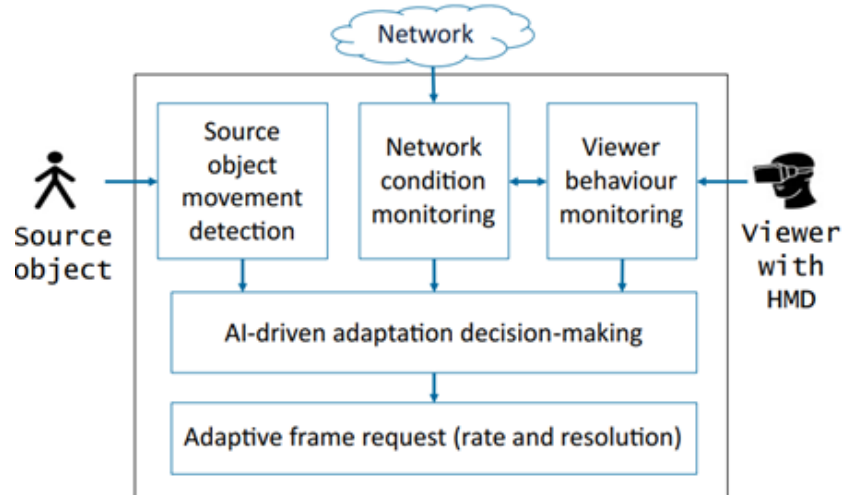 Network
Source
object
movement
detection
Network
condition
monitoring
Viewer
behaviour
monitoring
Source
object
Viewer
with
HMD
AI-driven adaptation decision-making
Adaptive frame request (rate and resolution)